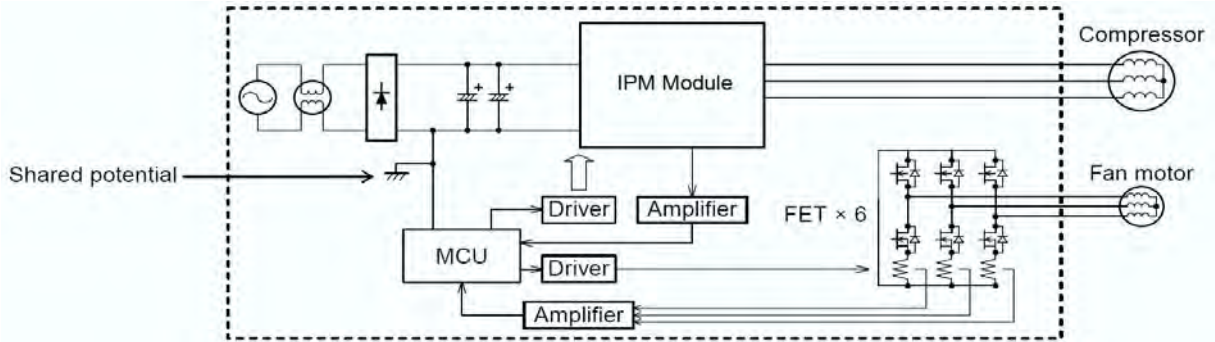 Compressor
IPM Module
Shared potential
Fan motor
Driver
Amplifier
FET × 6
MCU
Driver
Amplifier